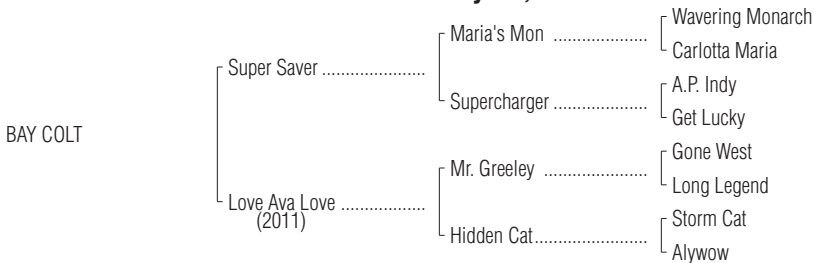 Wavering Monarch
Maria's Mon ....................
Carlotta Maria
Super Saver ......................
A.P. Indy
Supercharger ....................
Get Lucky
BAY COLT
Gone West
Mr. Greeley ......................
Long Legend
Love Ava Love ..................
(2011)
Storm Cat
Hidden Cat........................
Alywow